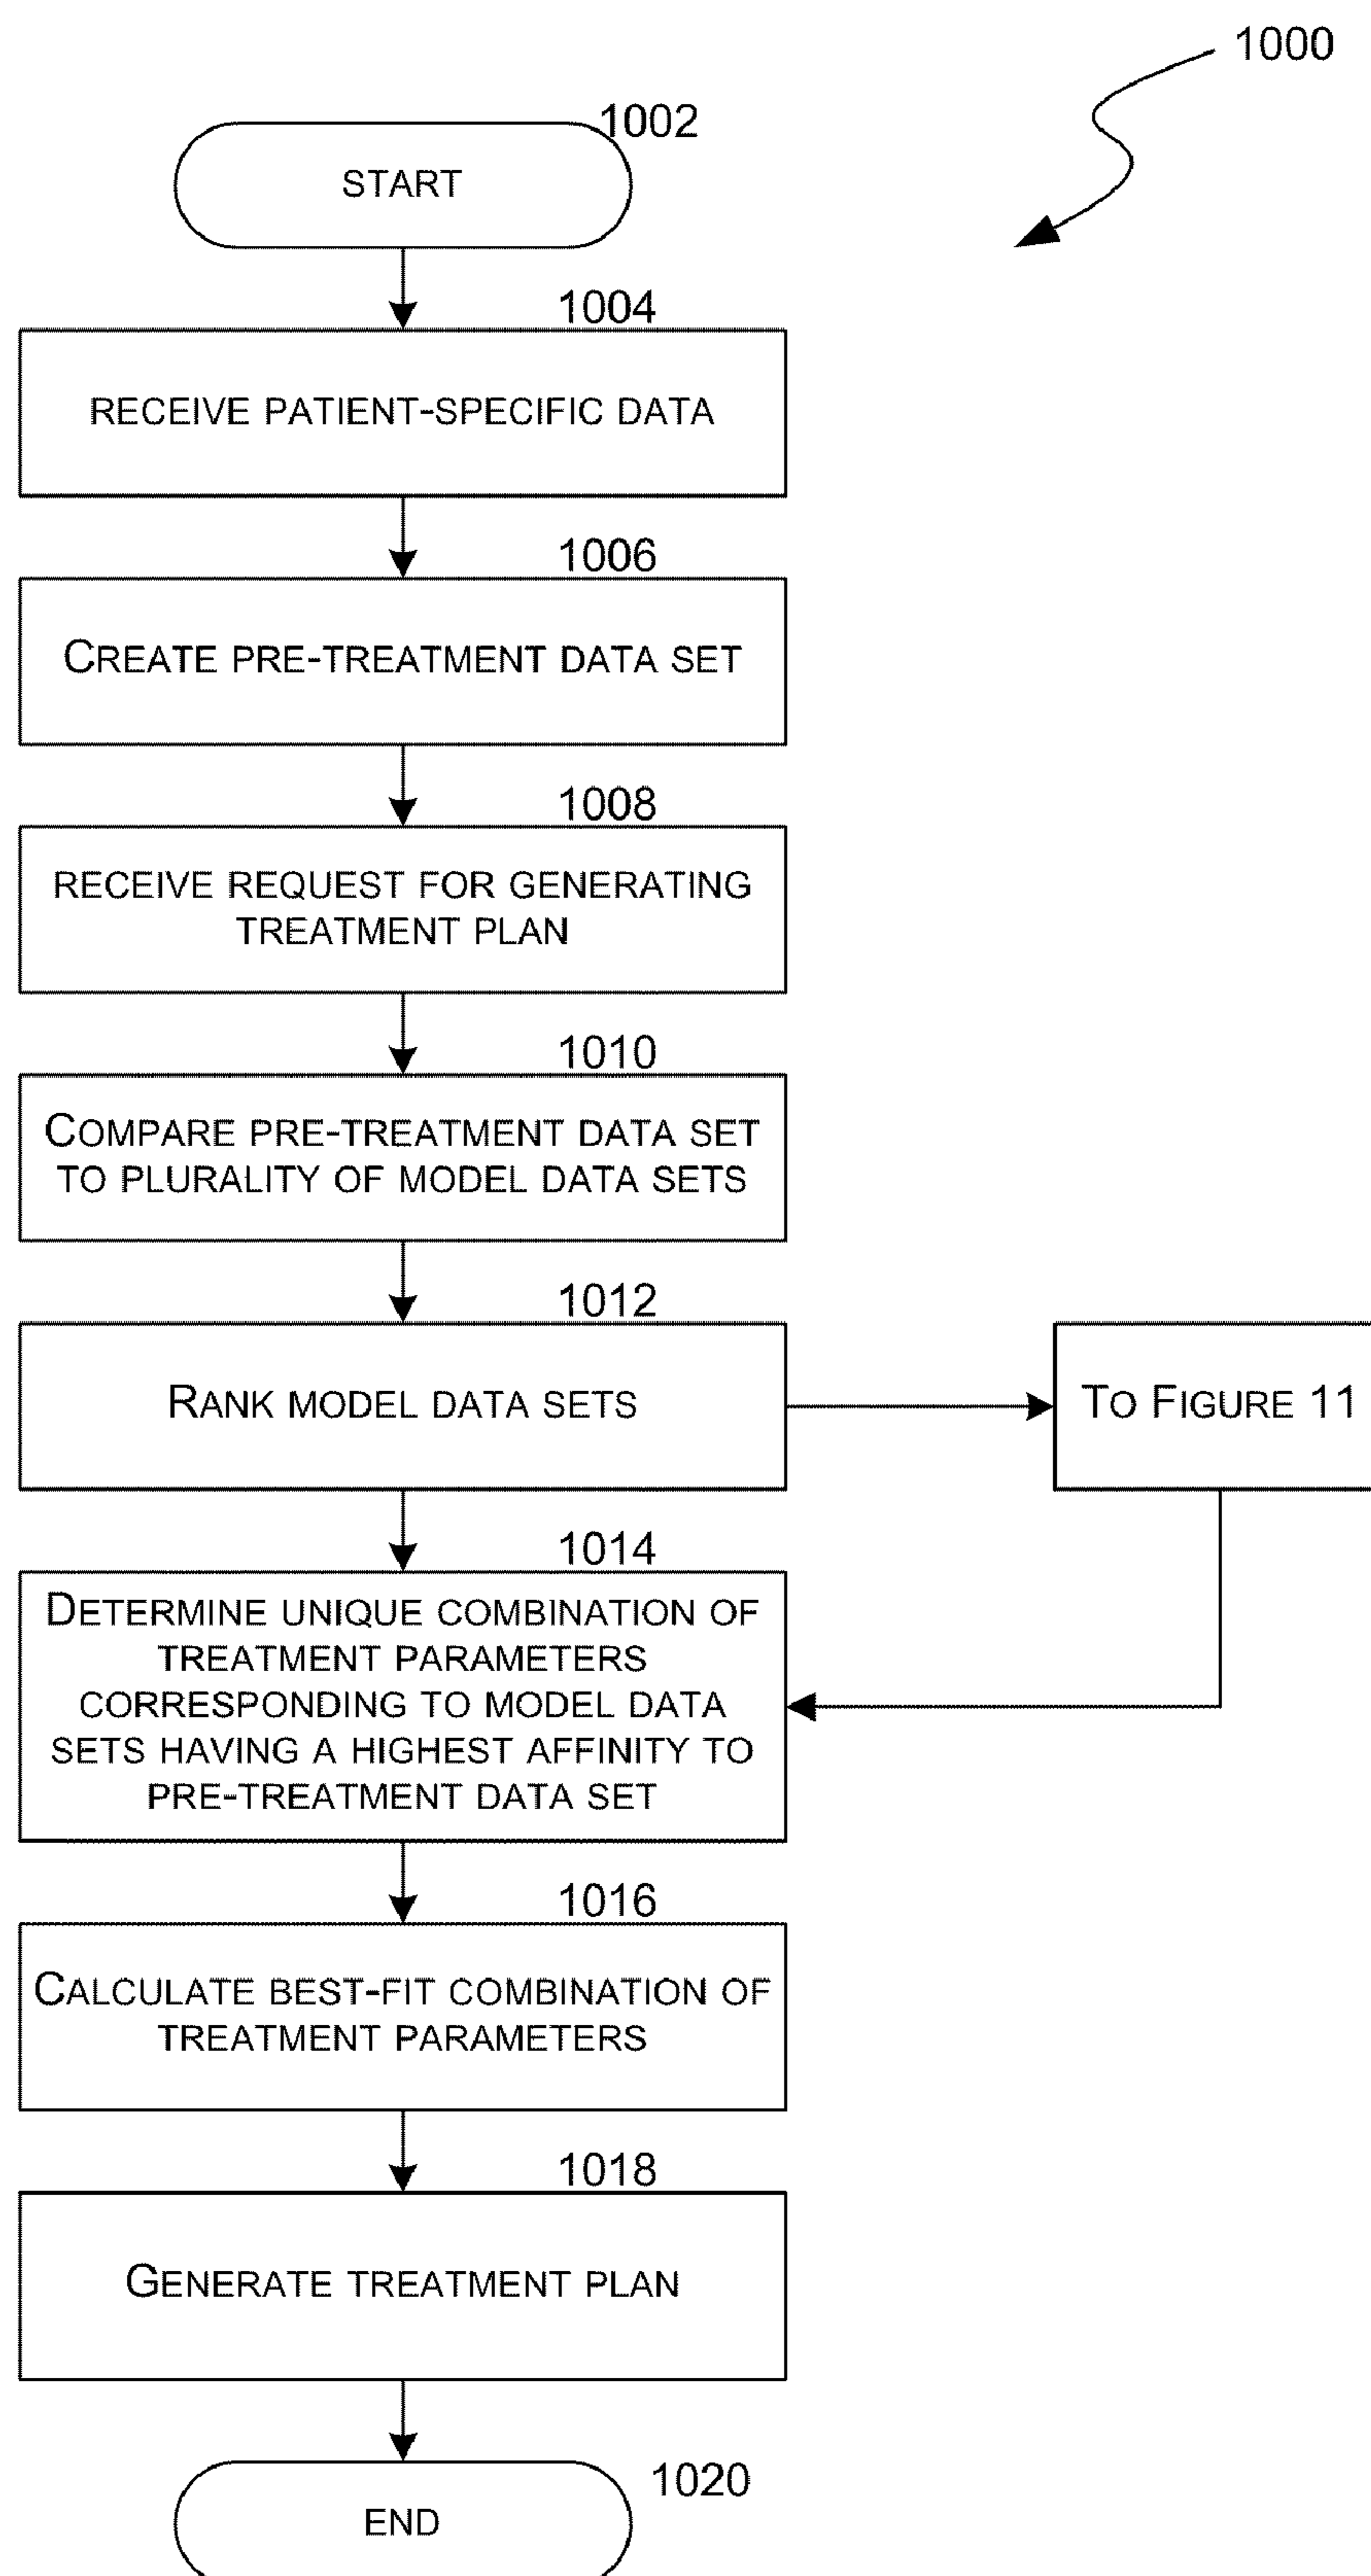 1000
1002
START
1004
RECEIVE PATIENT-SPECIFIC DATA
1006
CREATE PRE-TREATMENT DATA SET
1008
RECEIVE REQUEST FOR GENERATING
TREATMENT PLAN
1010
COMPARE PRE-TREATMENT DATA SET
TO PLURALITY OF MODEL DATA SETS
1012
RANK MODEL DATA SETS
TO FIGURE 11
1014
DETERMINE UNIQUE COMBINATION OF
TREATMENT PARAMETERS
CORRESPONDING TO MODEL DATA
SETS HAVING A HIGHEST AFFINITY TO
PRE-TREATMENT DATA SET
1016
CALCULATE BEST-FIT COMBINATION OF
TREATMENT PARAMETERS
1018
GENERATE TREATMENT PLAN
1020
END